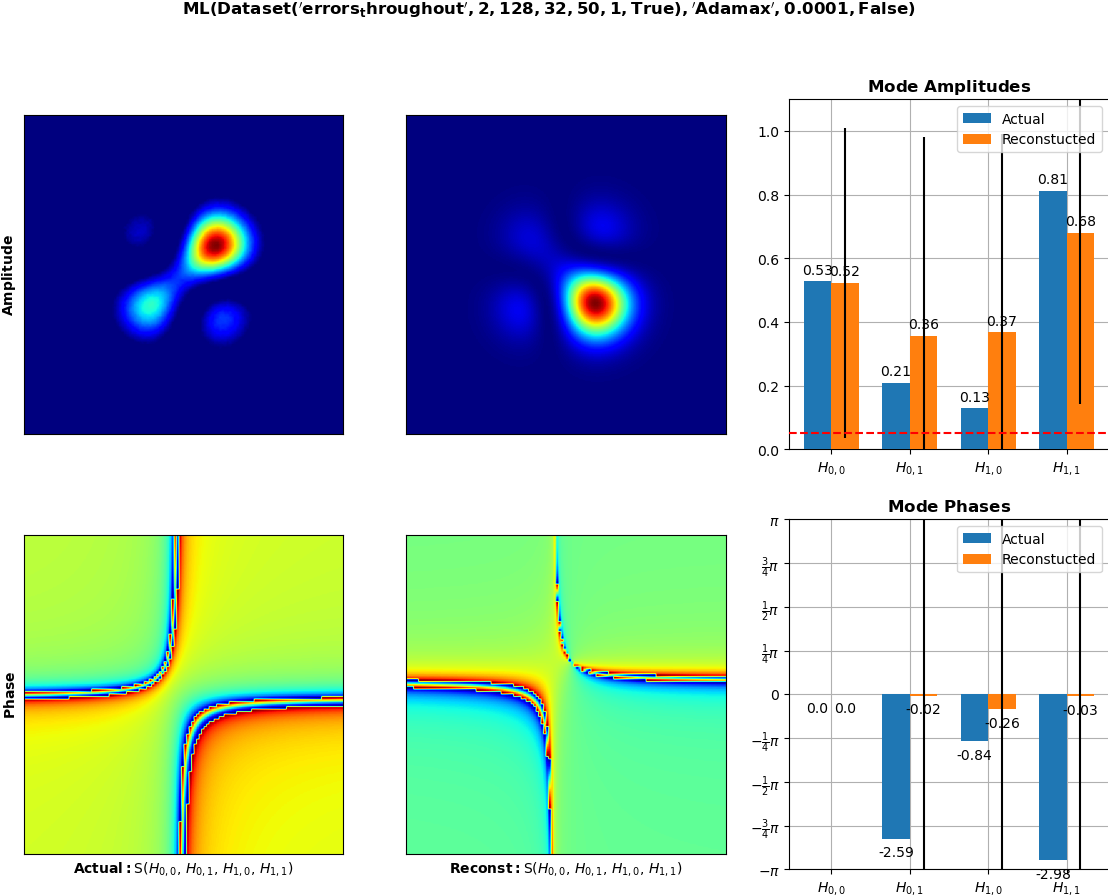 ML(Dataset('errors_throughout', 2, 128, 32, 50, 1, True), 'Adamax', 0.0001, False)
Amplitude
Mode Amplitudes
Actual
Reconstucted
1.0
0.8
0.6
0.4
0.2
0.0
0.53
0.52
0.21
0.36
0.13
0.37
0.81
0.68
H0,0
H0,1
H1,0
H1,1
Phase
Actual: S(H0,0, H0,1, H1,0, H1,1)
Reconst: S(H0,0, H0,1, H1,0, H1,1)
Mode Phases
Actual
Reconstucted
π
3/4π
1/2π
1/4π
0
−1/4π
−1/2π
−3/4π
−π
0.0
0.0
-2.59
-0.02
-0.84
-0.26
-2.98
-0.03
H0,0
H0,1
H1,0
H1,1